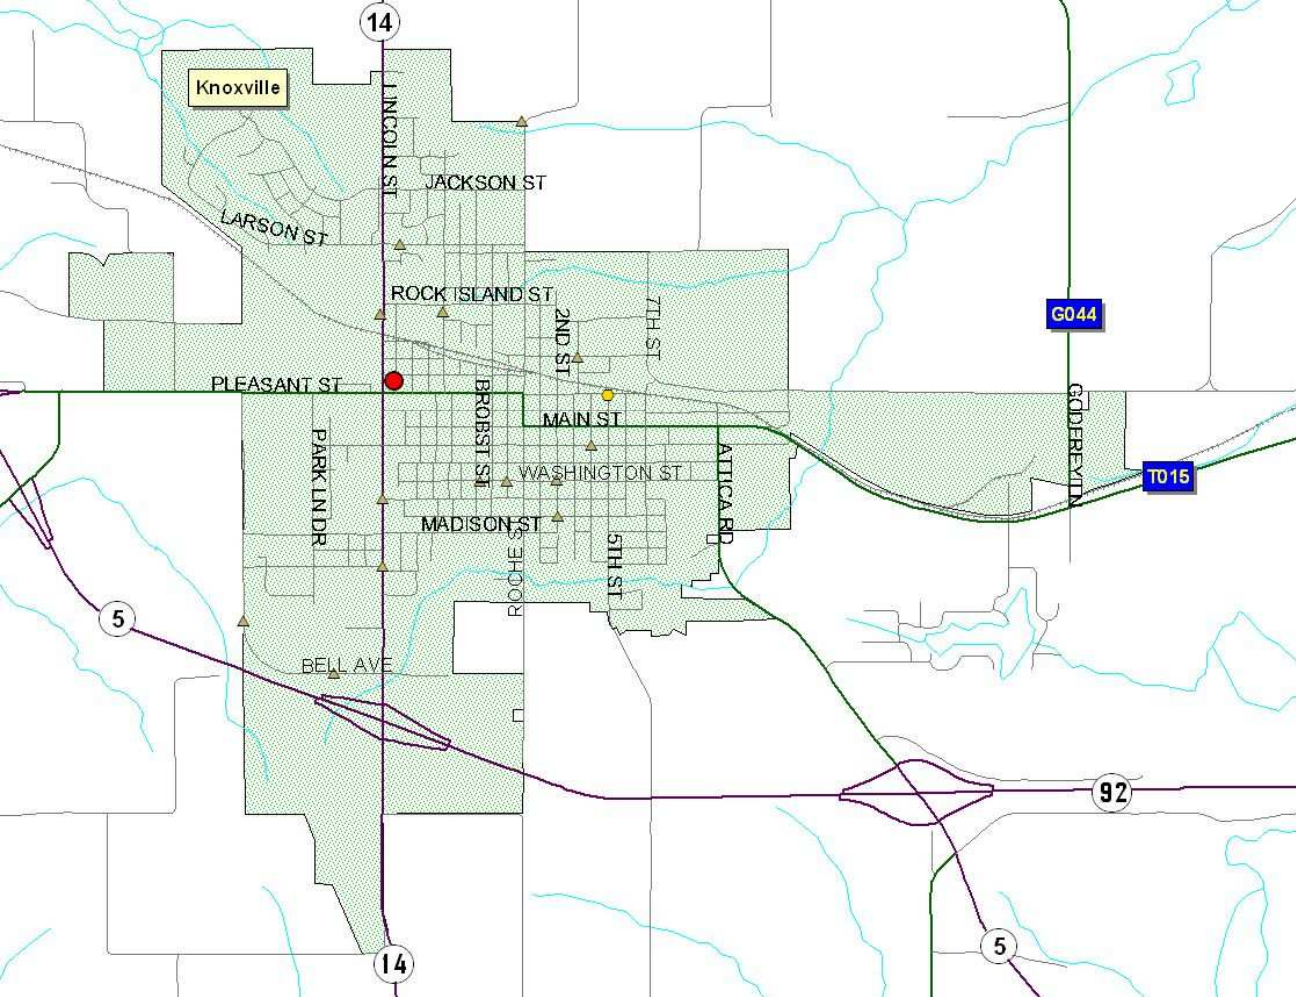 14
Knoxville
LINCOLN ST
JACKSON ST
LARSON ST
ROCK ISLAND ST
2ND ST
7TH ST
G044
PLEASANT ST
BROBST ST
MAIN ST
GODFREY LN
PARK LN DR
WASHINGTON ST
ATTICA RD
T015
MADISON ST
ROCHE S
5TH ST
5
BELL AVE
92
5
14